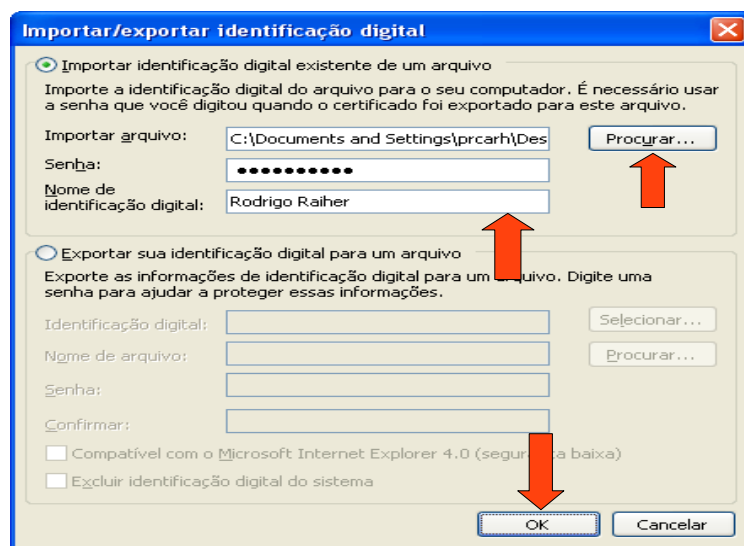 Importar/exportar identificação digital
Importar identificação digital existente de um arquivo
Importe a identificação digital do arquivo para o seu computador. É necessário usar
a senha que você digitou quando o certificado foi exportado para este arquivo.
Importar arquivo: C:\Documents and Settings\prcarh\Des Procurar...
Senha: ••••••••••
Nome de
identificação digital: Rodrigo Raiher
Exportar sua identificação digital para um arquivo
Exporte as informações de identificação digital para um arquivo. Digite uma
senha para ajudar a proteger essas informações.
Identificação digital: Selecionar...
Nome de arquivo: Procurar...
Senha:
Confirmar:
Compatível com o Microsoft Internet Explorer 4.0 (segurança baixa)
Excluir identificação digital do sistema
OK Cancelar